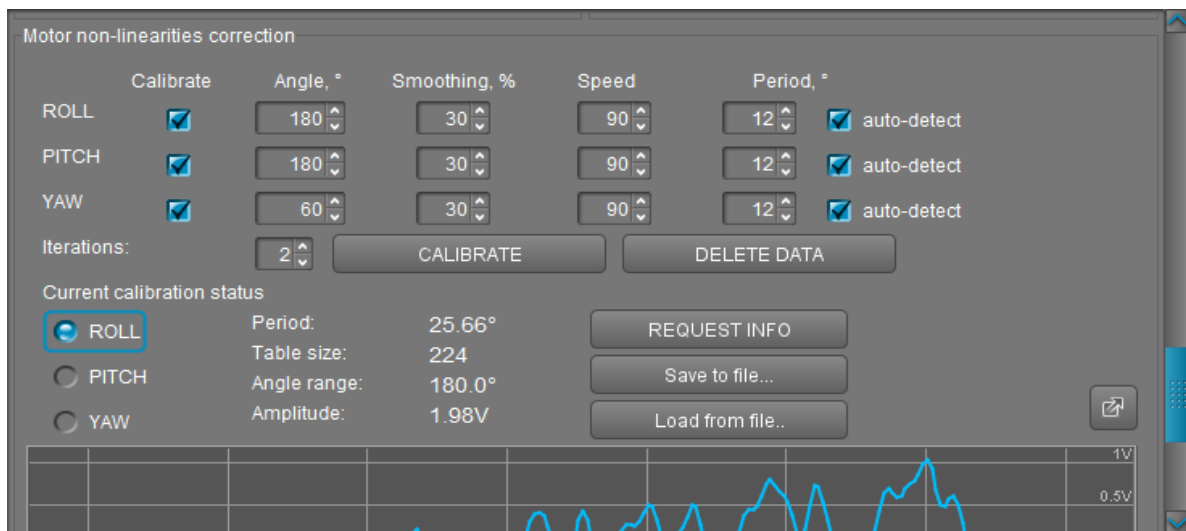 Motor non-linearities correction
Calibrate Angle, ° Smoothing, % Speed Period, °
ROLL 180 30 90 12 auto-detect
PITCH 180 30 90 12 auto-detect
YAW 60 30 90 12 auto-detect
Iterations: 2 CALIBRATE DELETE DATA
Current calibration status
ROLL Period: 25.66° REQUEST INFO
Table size: 224
PITCH Angle range: 180.0° Save to file...
YAW Amplitude: 1.98V Load from file..
1V
0.5V